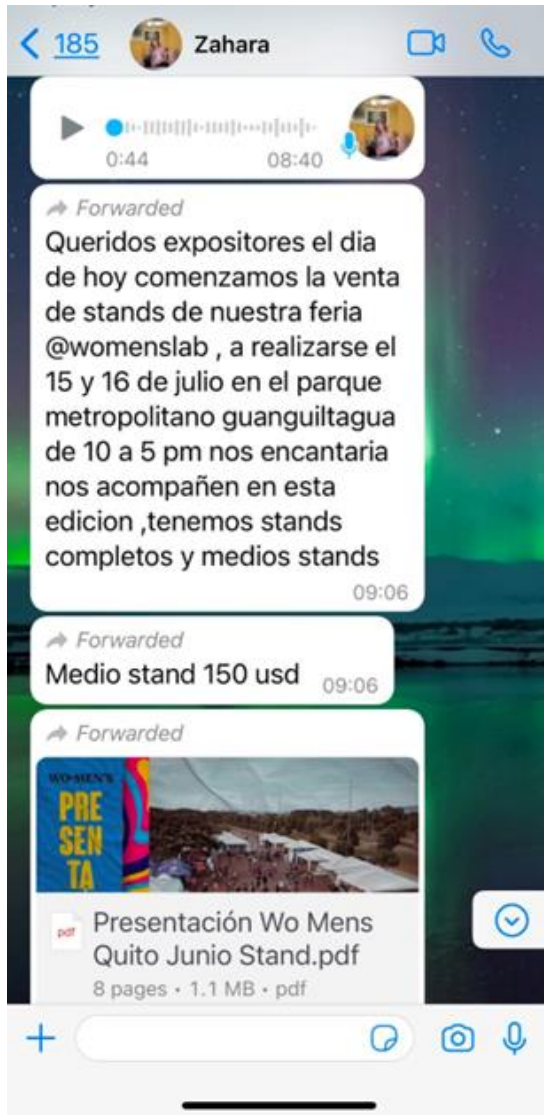 185
Zahara
0:44
08:40
Forwarded
Queridos expositores el dia
de hoy comenzamos la venta
de stands de nuestra feria
@womenslab , a realizarse el
15 y 16 de julio en el parque
metropolitano guanguiltagua
de 10 a 5 pm nos encantaria
nos acompañen en esta
edicion ,tenemos stands
completos y medios stands
09:06
Forwarded
Medio stand 150 usd
09:06
Forwarded
WO-MEN'S
PRE
SEN
TA
pdf
Presentación Wo Mens
Quito Junio Stand.pdf
8 pages • 1.1 MB • pdf